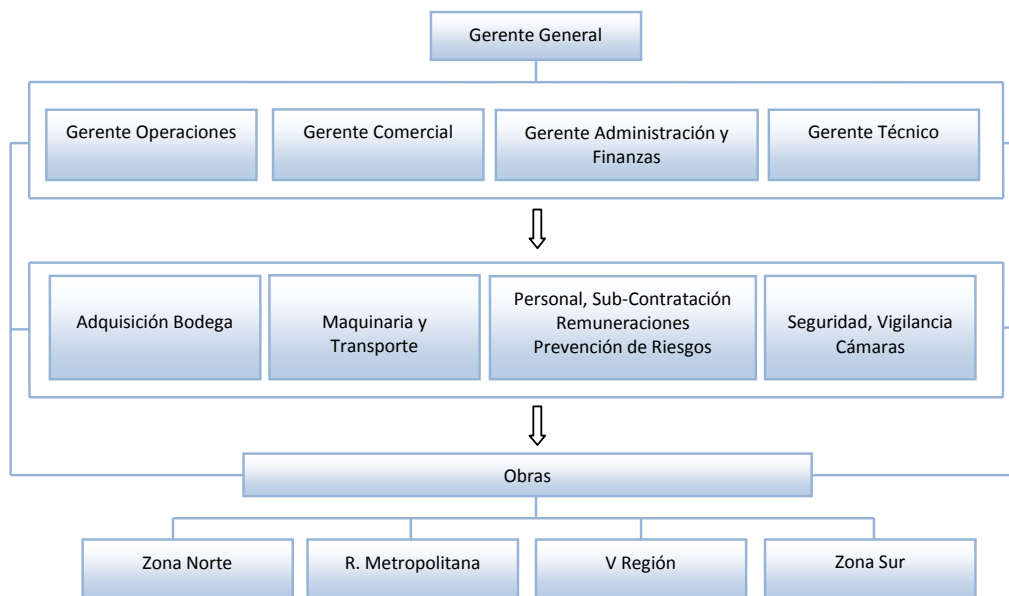 Gerente General
Gerente Operaciones
Gerente Comercial
Gerente Administración y
Finanzas
Gerente Técnico
Adquisición Bodega
Maquinaria y
Transporte
Personal, Sub-Contratación
Remuneraciones
Prevención de Riesgos
Seguridad, Vigilancia
Cámaras
Obras
Zona Norte
R. Metropolitana
V Región
Zona Sur